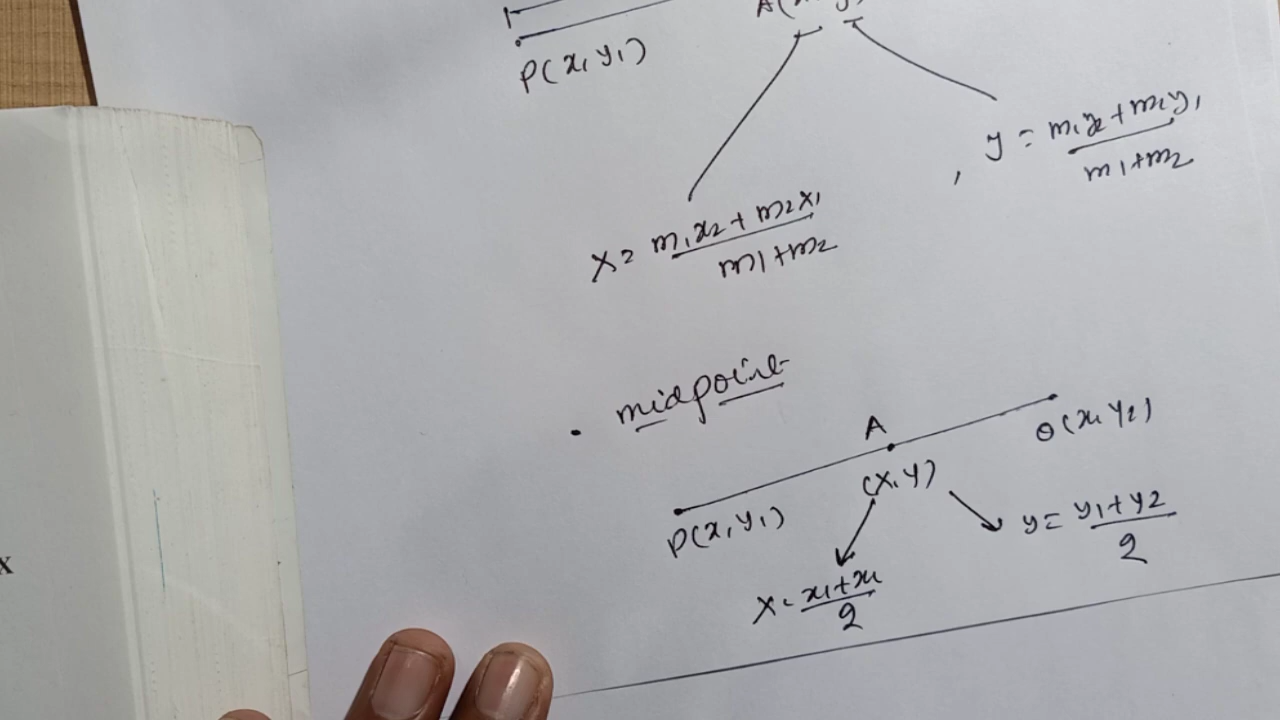 P(x₁ y₁)
A(
y = m₁y₂ + m₂y₁ / m1+m2
,
x = m₁x₂ + m₂x₁ / m1+m2
• midpoint
A
Q(x₂ y₂)
(x, y)
P(x, y₁)
y = y₁ + y₂ / 2
x = x₁ + x₂ / 2
x